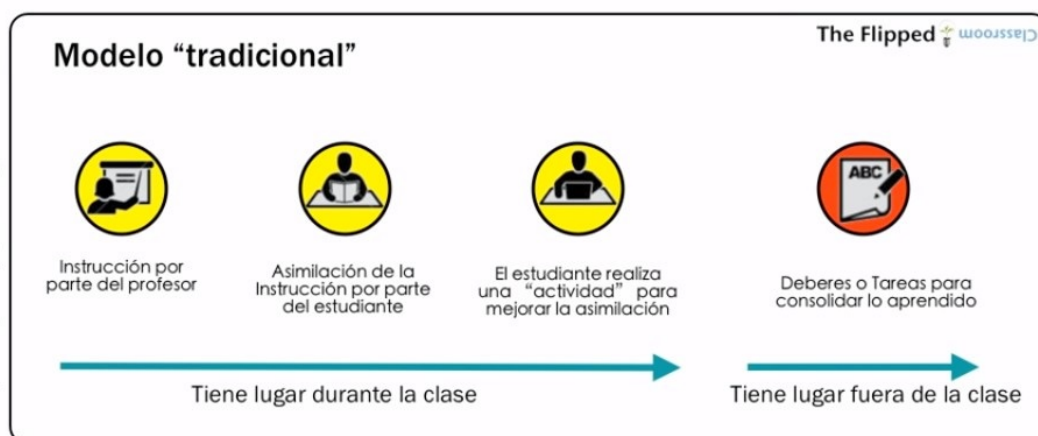 The Flipped Classroom
Modelo “tradicional”
ABC
Instrucción por
parte del profesor
Asimilación de la
Instrucción por parte
del estudiante
El estudiante realiza
una “actividad” para
mejorar la asimilación
Deberes o Tareas para
consolidar lo aprendido
Tiene lugar durante la clase
Tiene lugar fuera de la clase